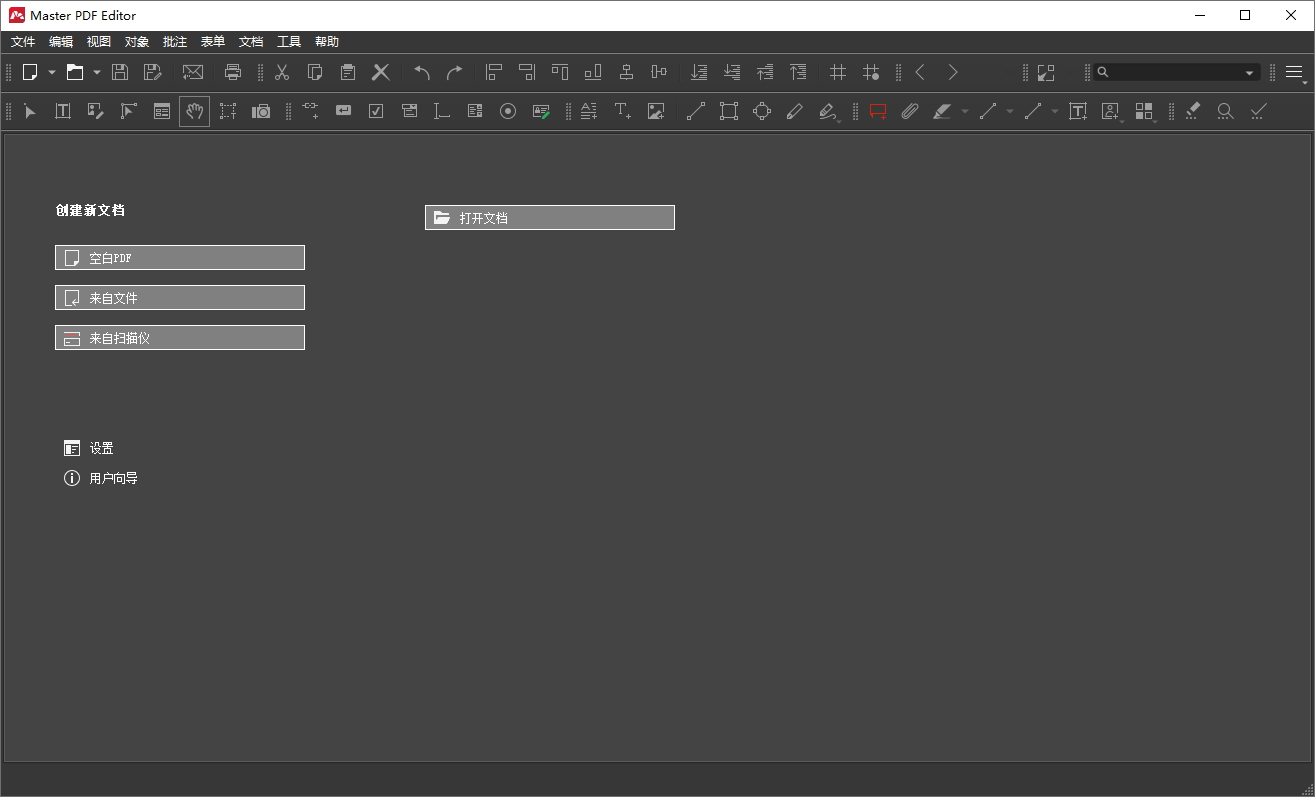 Master PDF Editor
文件 编辑 视图 对象 批注 表单 文档 工具 帮助
创建新文档
打开文档
空白PDF
来自文件
来自扫描仪
设置
用户向导